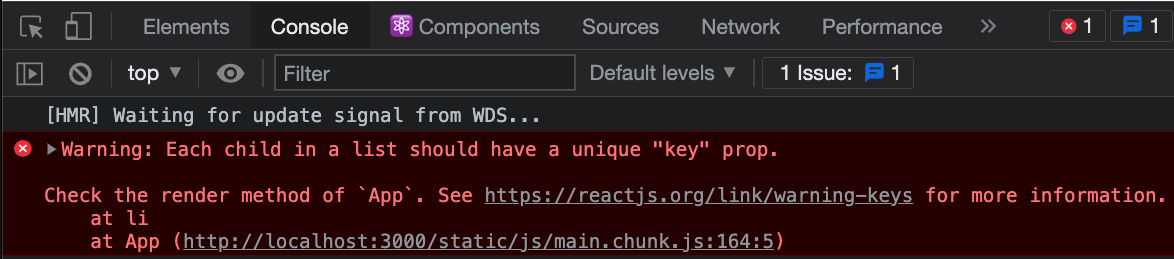 Elements Console Components Sources Network Performance » 1 1
top ▼ Filter Default levels ▼ 1 Issue: 1
[HMR] Waiting for update signal from WDS...
▶Warning: Each child in a list should have a unique "key" prop.
Check the render method of `App`. See https://reactjs.org/link/warning-keys for more information.
at li
at App (http://localhost:3000/static/js/main.chunk.js:164:5)